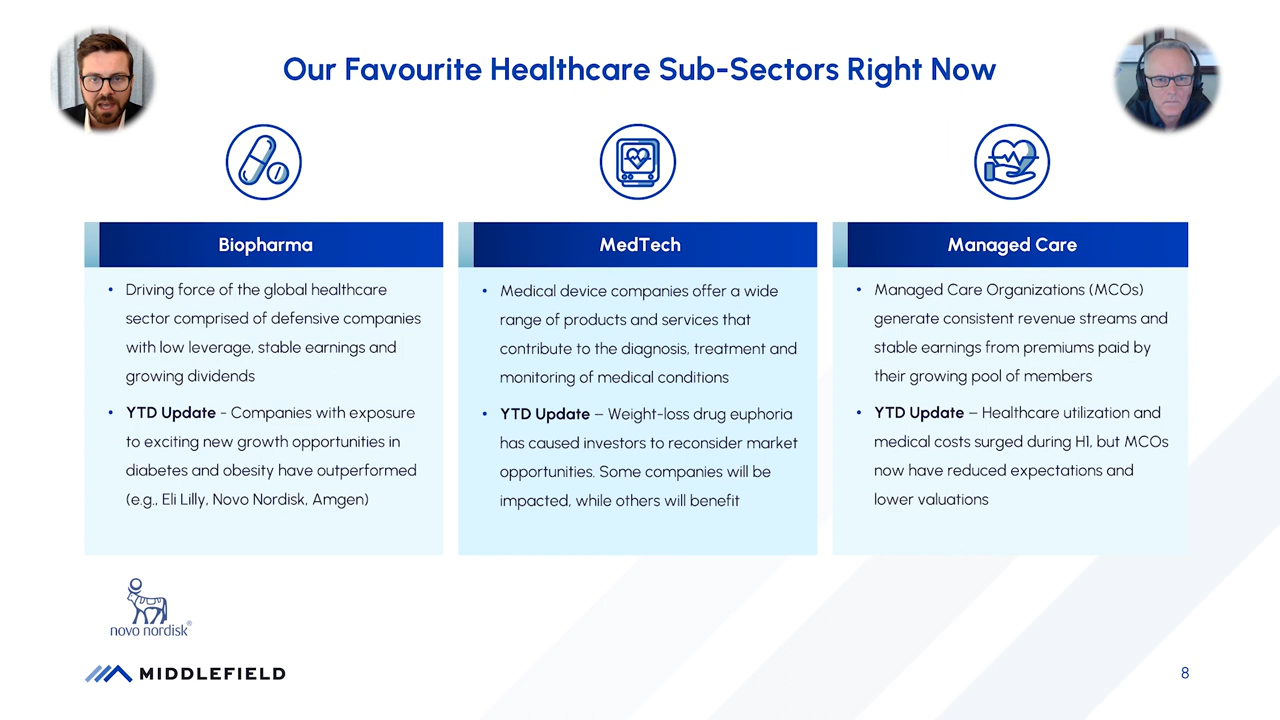 Our Favourite Healthcare Sub-Sectors Right Now
Biopharma
• Driving force of the global healthcare
sector comprised of defensive companies
with low leverage, stable earnings and
growing dividends
• YTD Update - Companies with exposure
to exciting new growth opportunities in
diabetes and obesity have outperformed
(e.g., Eli Lilly, Novo Nordisk, Amgen)
MedTech
• Medical device companies offer a wide
range of products and services that
contribute to the diagnosis, treatment and
monitoring of medical conditions
• YTD Update – Weight-loss drug euphoria
has caused investors to reconsider market
opportunities. Some companies will be
impacted, while others will benefit
Managed Care
• Managed Care Organizations (MCOs)
generate consistent revenue streams and
stable earnings from premiums paid by
their growing pool of members
• YTD Update – Healthcare utilization and
medical costs surged during H1, but MCOs
now have reduced expectations and
lower valuations
novo nordisk®
MIDDLEFIELD
8